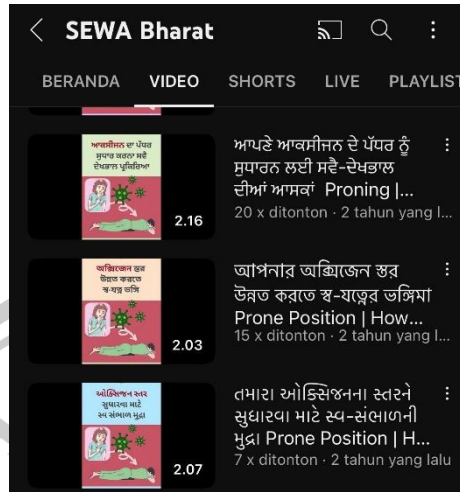 SEWA Bharat
BERANDA VIDEO SHORTS LIVE PLAYLIST
ਆਕਸੀਜਨ ਦਾ ਪੱਧਰ
ਸੁਧਾਰ ਕਰਨਾ ਸਵੈ
ਦੇਖਭਾਲ ਪ੍ਰਕਿਰਿਆ
2.16
ਆਪਣੇ ਆਕਸੀਜਨ ਦੇ ਪੱਧਰ ਨੂੰ
ਸੁਧਾਰਨ ਲਈ ਸਵੈ-ਦੇਖਭਾਲ
ਦੀਆਂ ਆਸਕਾਂ Proning |...
20 x ditonton · 2 tahun yang l...
অক্সিজেন স্তর
উন্নত করতে
স্ব-যত্ন ভঙ্গি
2.03
আপনার অক্সিজেন স্তর
উন্নত করতে স্ব-যত্নের ভঙ্গিমা
Prone Position | How...
15 x ditonton · 2 tahun yang l...
ઓક્સિજન સ્તર
સુધારવા માટે
સ્વ સંભાળ મુદ્રા
2.07
તમારા ઓક્સિજનના સ્તરને
સુધારવા માટે સ્વ-સંભાળની
મુદ્રા Prone Position | H...
7 x ditonton · 2 tahun yang lalu